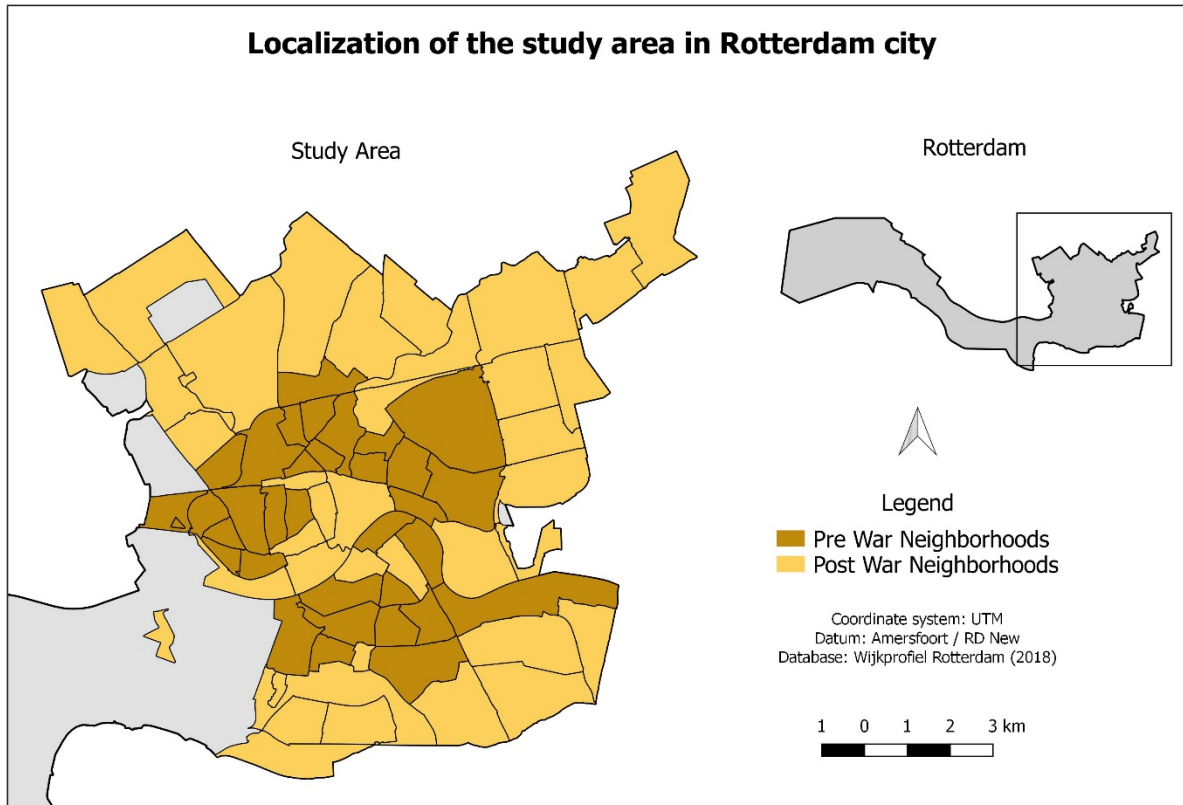 Localization of the study area in Rotterdam city
Study Area
Rotterdam
Legend
Pre War Neighborhoods
Post War Neighborhoods
Coordinate system: UTM
Datum: Amersfoort / RD New
Database: Wijkprofiel Rotterdam (2018)
1 0 1 2 3 km